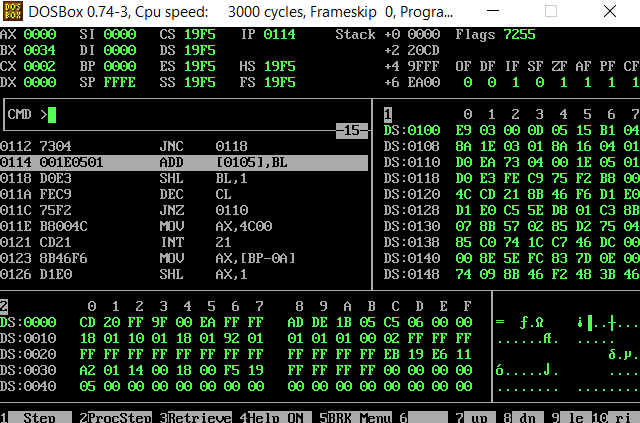 DOSBox 0.74-3, Cpu speed: 3000 cycles, Frameskip 0, Progra...
AX 0000 SI 0000 CS 19F5 IP 0114 Stack +0 0000 Flags 7255
BX 0034 DI 0000 DS 19F5 +2 20CD
CX 0002 BP 0000 ES 19F5 HS 19F5 +4 9FFF OF DF IF SF ZF AF PF CF
DX 0000 SP FFFE SS 19F5 FS 19F5 +6 EA00 0 0 1 0 1 1 1 1
CMD >
15
1 0 1 2 3 4 5 6 7
DS:0100 E9 03 00 0D 05 15 B1 04
DS:0108 8A 1E 03 01 8A 16 04 01
DS:0110 D0 EA 73 04 00 1E 05 01
DS:0118 D0 E3 FE C9 75 F2 B8 00
DS:0120 4C CD 21 8B 46 F6 D1 E0
DS:0128 D1 E0 C5 5E D8 01 C3 8B
DS:0130 07 8B 57 02 85 D2 75 04
DS:0138 85 C0 74 1C C7 46 DC 00
DS:0140 00 8E 5E FC 83 7D 0E 00
DS:0148 74 09 8B 46 F2 48 3B 46
0112 7304 JNC 0118
0114 001E0501 ADD [0105],BL
0118 D0E3 SHL BL,1
011A FEC9 DEC CL
011C 75F2 JNZ 0110
011E B8004C MOV AX,4C00
0121 CD21 INT 21
0123 8B46F6 MOV AX,[BP-0A]
0126 D1E0 SHL AX,1
2 0 1 2 3 4 5 6 7 8 9 A B C D E F
DS:0000 CD 20 FF 9F 00 EA FF FF AD DE 1B 05 C5 06 00 00
DS:0010 18 01 10 01 18 01 92 01 01 01 01 00 02 FF FF FF
DS:0020 FF FF FF FF FF FF FF FF FF FF FF FF EB 19 E6 11
DS:0030 A2 01 14 00 18 00 F5 19 FF FF FF FF 00 00 00 00
DS:0040 05 00 00 00 00 00 00 00 00 00 00 00 00 00 00 00
1 Step 2 ProcStep 3 Retrieve 4 Help ON 5 BRK Menu 6 7 up 8 dn 9 le 10 ri